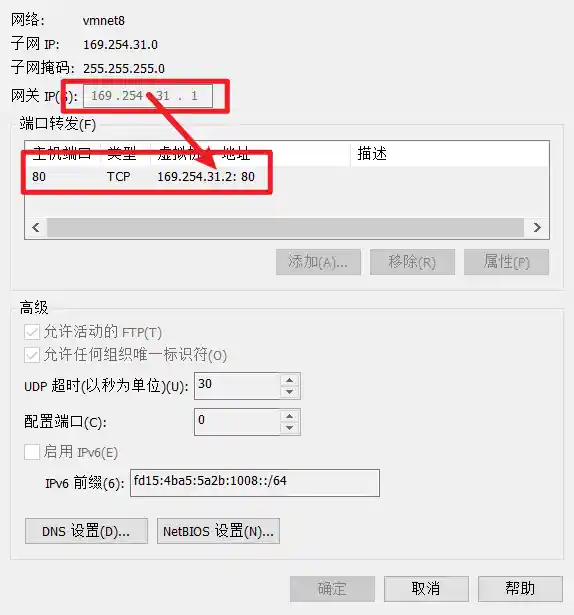 网络: vmnet8
子网 IP: 169.254.31.0
子网掩码: 255.255.255.0
网关 IP(G): 169 .254 .31 . 1
端口转发(F)
主机端口 类型 虚拟机 地址 描述
80 TCP 169.254.31.2: 80
添加(A)... 移除(R) 属性(P)
高级
允许活动的 FTP(T)
允许任何组织唯一标识符(O)
UDP 超时(以秒为单位)(U): 30
配置端口(C): 0
启用 IPv6(E)
IPv6 前缀(6): fd15:4ba5:5a2b:1008::/64
DNS 设置(D)... NetBIOS 设置(N)...
确定 取消 帮助